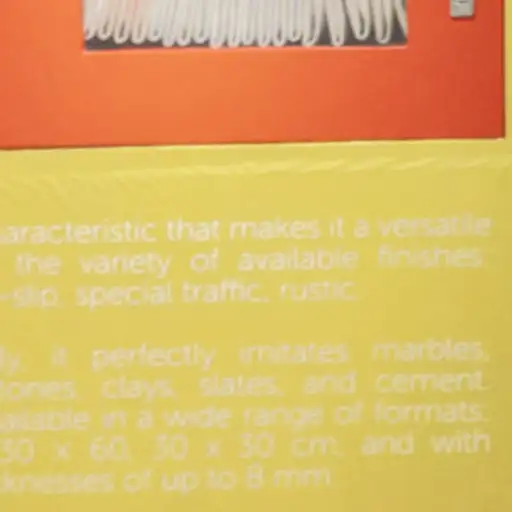 aracteristic that makes it a versatile
the variety of available finishes:
-slip, special traffic, rustic.
ly, it perfectly imitates marbles,
tones, clays, slates, and cement.
ailable in a wide range of formats:
30 x 60, 30 x 30 cm, and with
cknesses of up to 8 mm